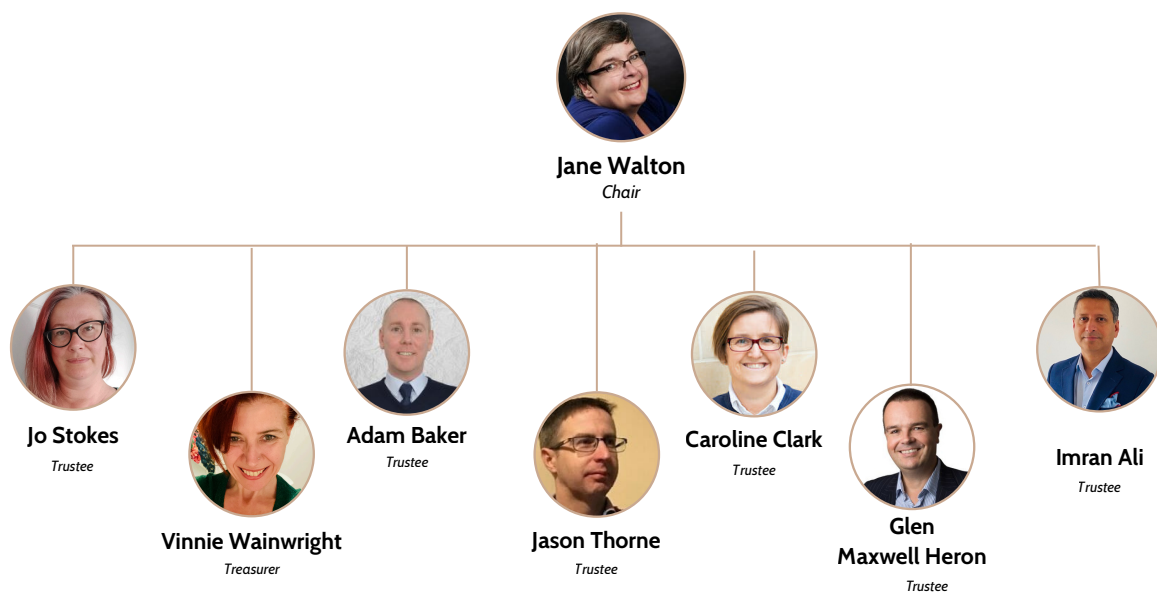 Jane Walton
Chair
Jo Stokes
Trustee
Vinnie Wainwright
Treasurer
Adam Baker
Trustee
Jason Thorne
Trustee
Caroline Clark
Trustee
Glen
Maxwell Heron
Trustee
Imran Ali
Trustee